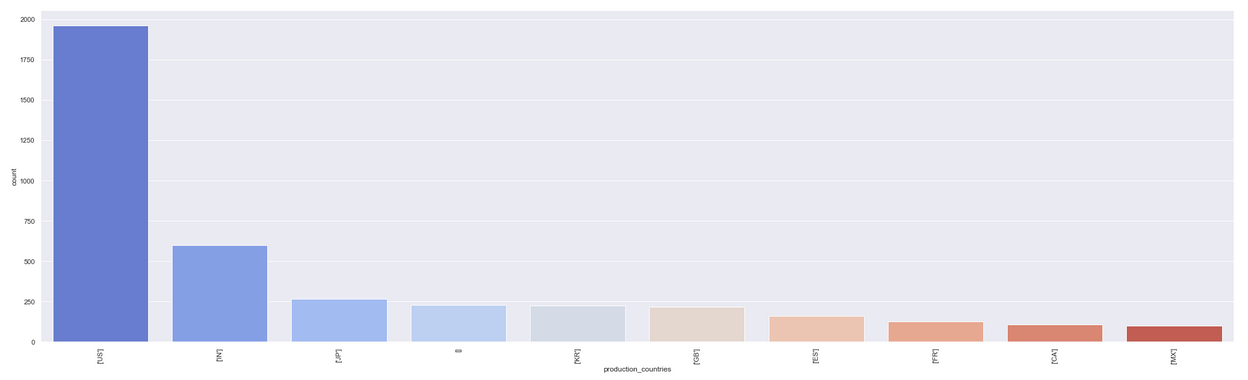 2000
1750
1500
1250
1000
750
500
250
0
count
['US']
['IN']
['JP']
[]
['KR']
['GB']
['ES']
['FR']
['CA']
['MX']
production_countries